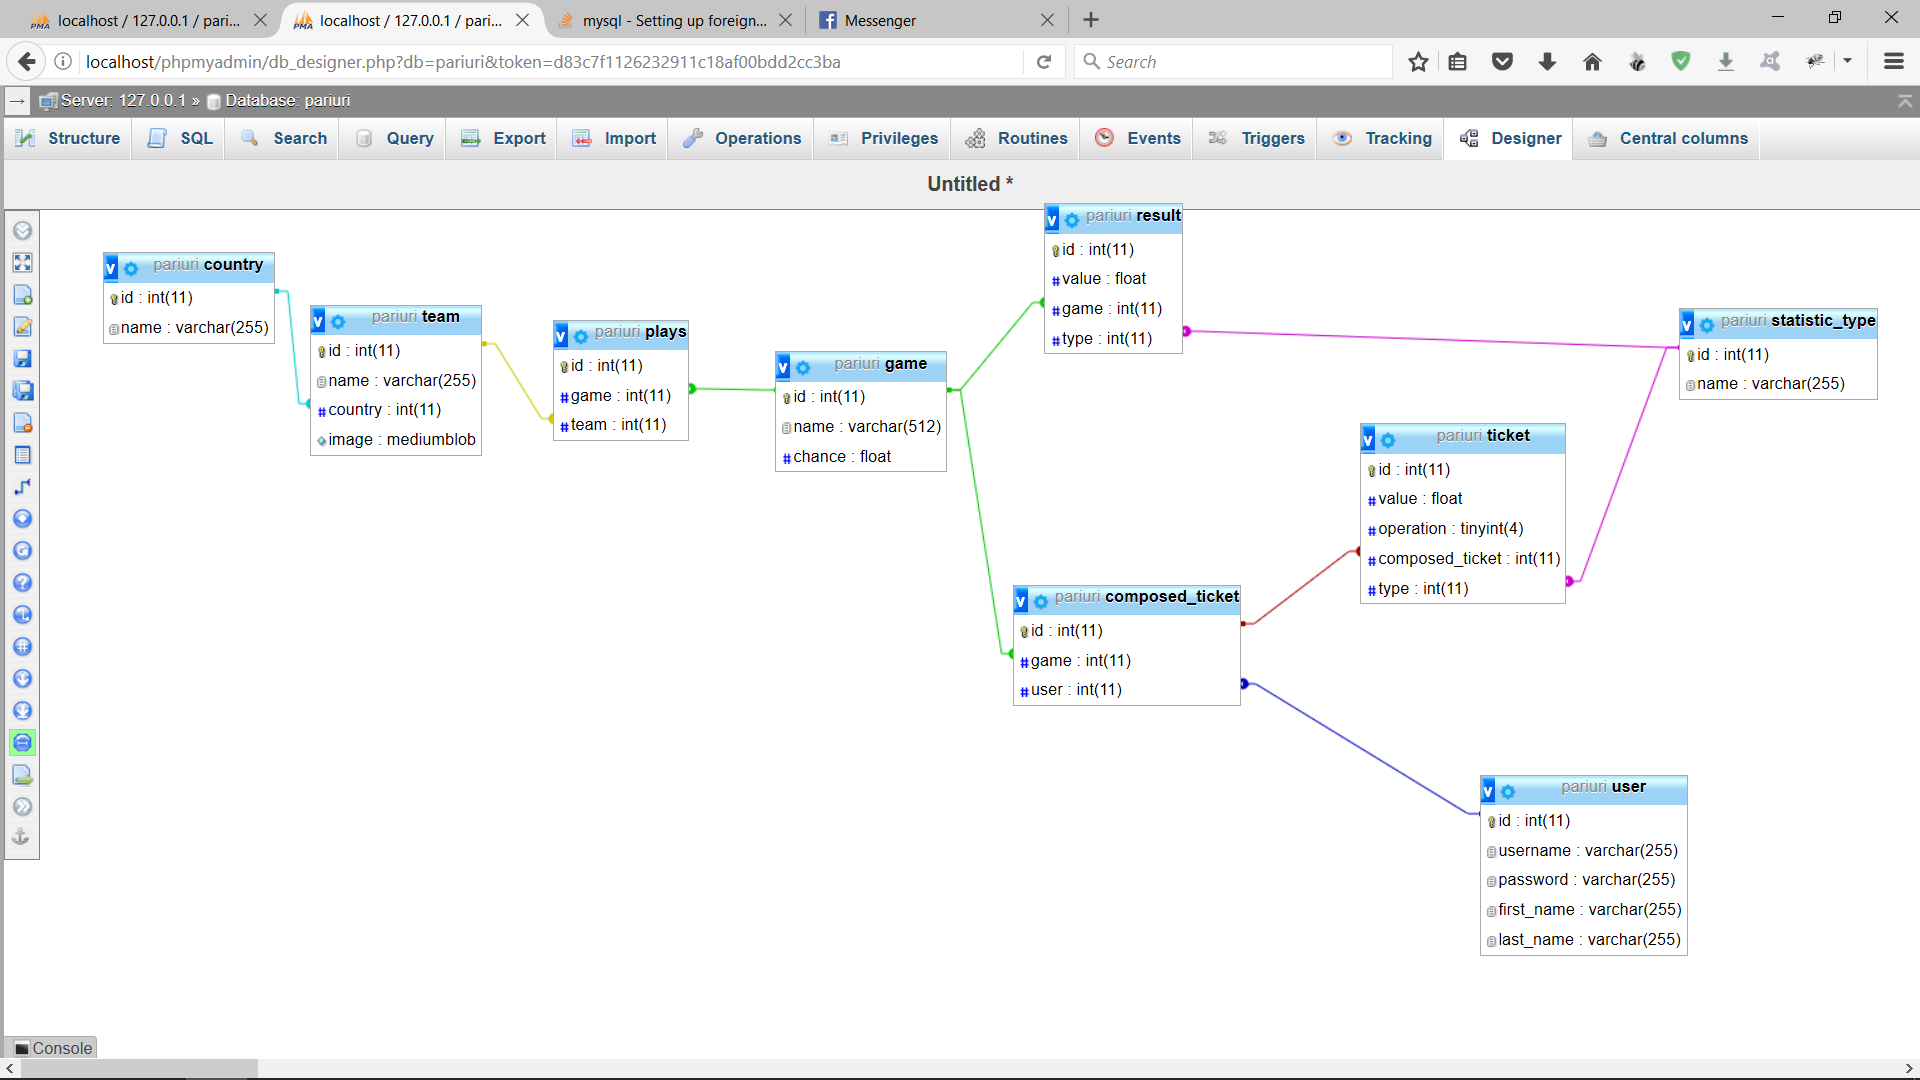 localhost / 127.0.0.1 / pari...
localhost / 127.0.0.1 / pari...
mysql - Setting up foreign...
Messenger
localhost/phpmyadmin/db_designer.php?db=pariuri&token=d83c7f1126232911c18af00bdd2cc3ba
Search
Server: 127.0.0.1 » Database: pariuri
Structure
SQL
Search
Query
Export
Import
Operations
Privileges
Routines
Events
Triggers
Tracking
Designer
Central columns
Untitled *
pariuri country
id : int(11)
name : varchar(255)
pariuri team
id : int(11)
name : varchar(255)
country : int(11)
image : mediumblob
pariuri plays
id : int(11)
game : int(11)
team : int(11)
pariuri game
id : int(11)
name : varchar(512)
chance : float
pariuri result
id : int(11)
value : float
game : int(11)
type : int(11)
pariuri statistic_type
id : int(11)
name : varchar(255)
pariuri ticket
id : int(11)
value : float
operation : tinyint(4)
composed_ticket : int(11)
type : int(11)
pariuri composed_ticket
id : int(11)
game : int(11)
user : int(11)
pariuri user
id : int(11)
username : varchar(255)
password : varchar(255)
first_name : varchar(255)
last_name : varchar(255)
Console